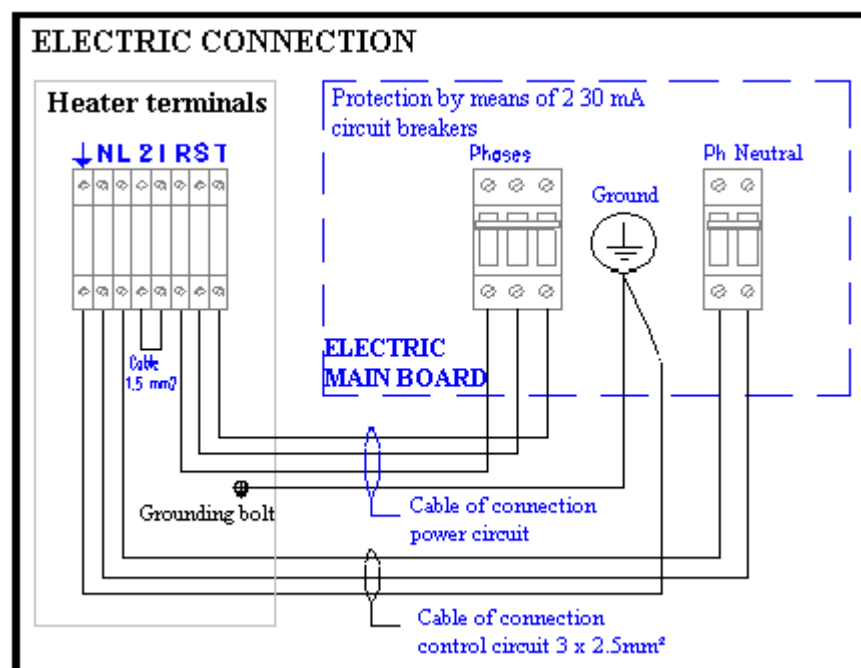 ELECTRIC CONNECTION
Heater terminals
N L 2 1 R S T
Cable
1.5 mm2
Grounding bolt
Protection by means of 2 30 mA
circuit breakers
Phases
Ph Neutral
Ground
ELECTRIC
MAIN BOARD
Cable of connection
power circuit
Cable of connection
control circuit 3 x 2.5mm²